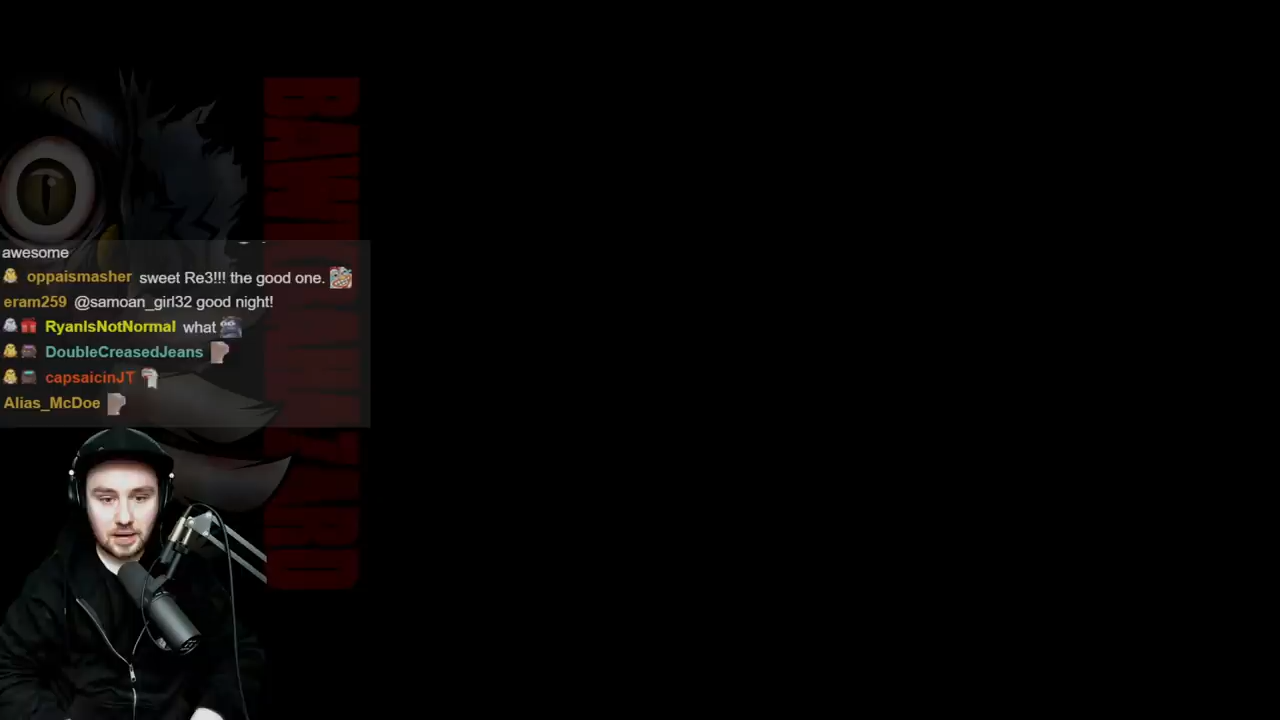 awesome
oppaismasher sweet Re3!!! the good one.
eram259 @samoan_girl32 good night!
RyanIsNotNormal what
DoubleCreasedJeans
capsaicinJT
Alias_McDoe